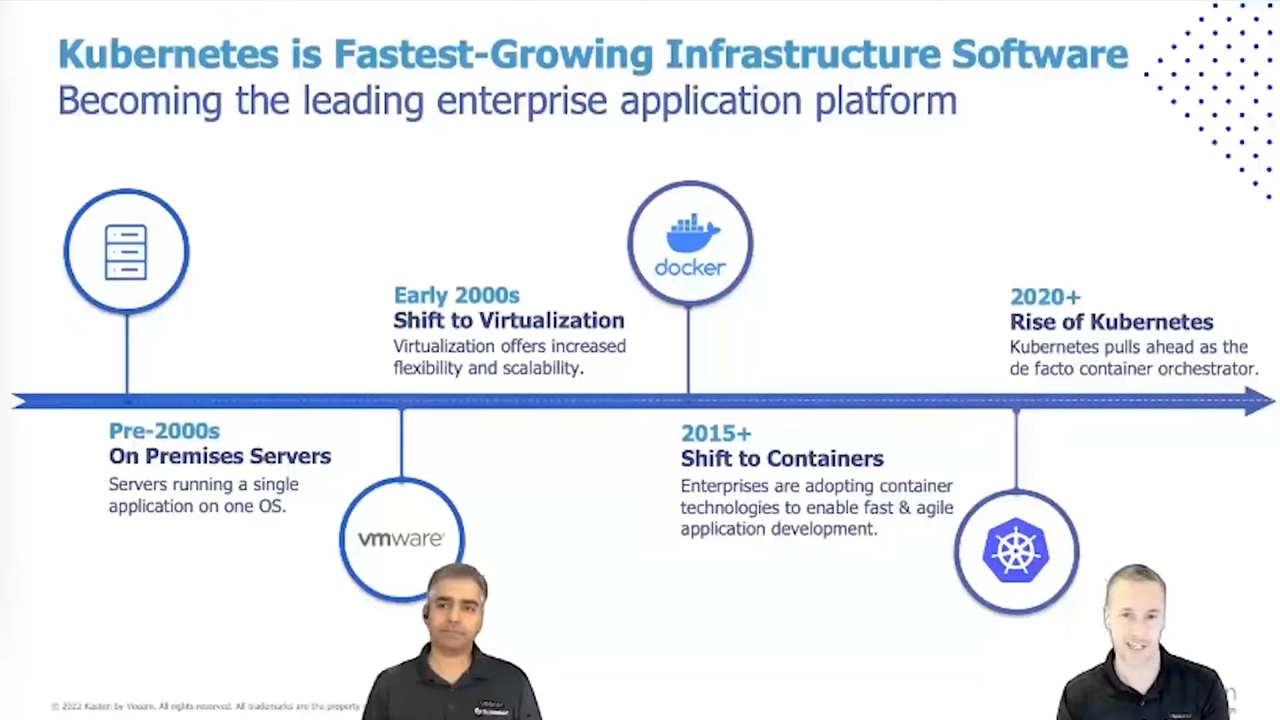 Kubernetes is Fastest-Growing Infrastructure Software
Becoming the leading enterprise application platform
docker
Early 2000s
Shift to Virtualization
Virtualization offers increased
flexibility and scalability.
2020+
Rise of Kubernetes
Kubernetes pulls ahead as the
de facto container orchestrator.
Pre-2000s
On Premises Servers
Servers running a single
application on one OS.
vmware
2015+
Shift to Containers
Enterprises are adopting container
technologies to enable fast & agile
application development.
© 2022 Kasten by Veeam. All rights reserved. All trademarks are the property